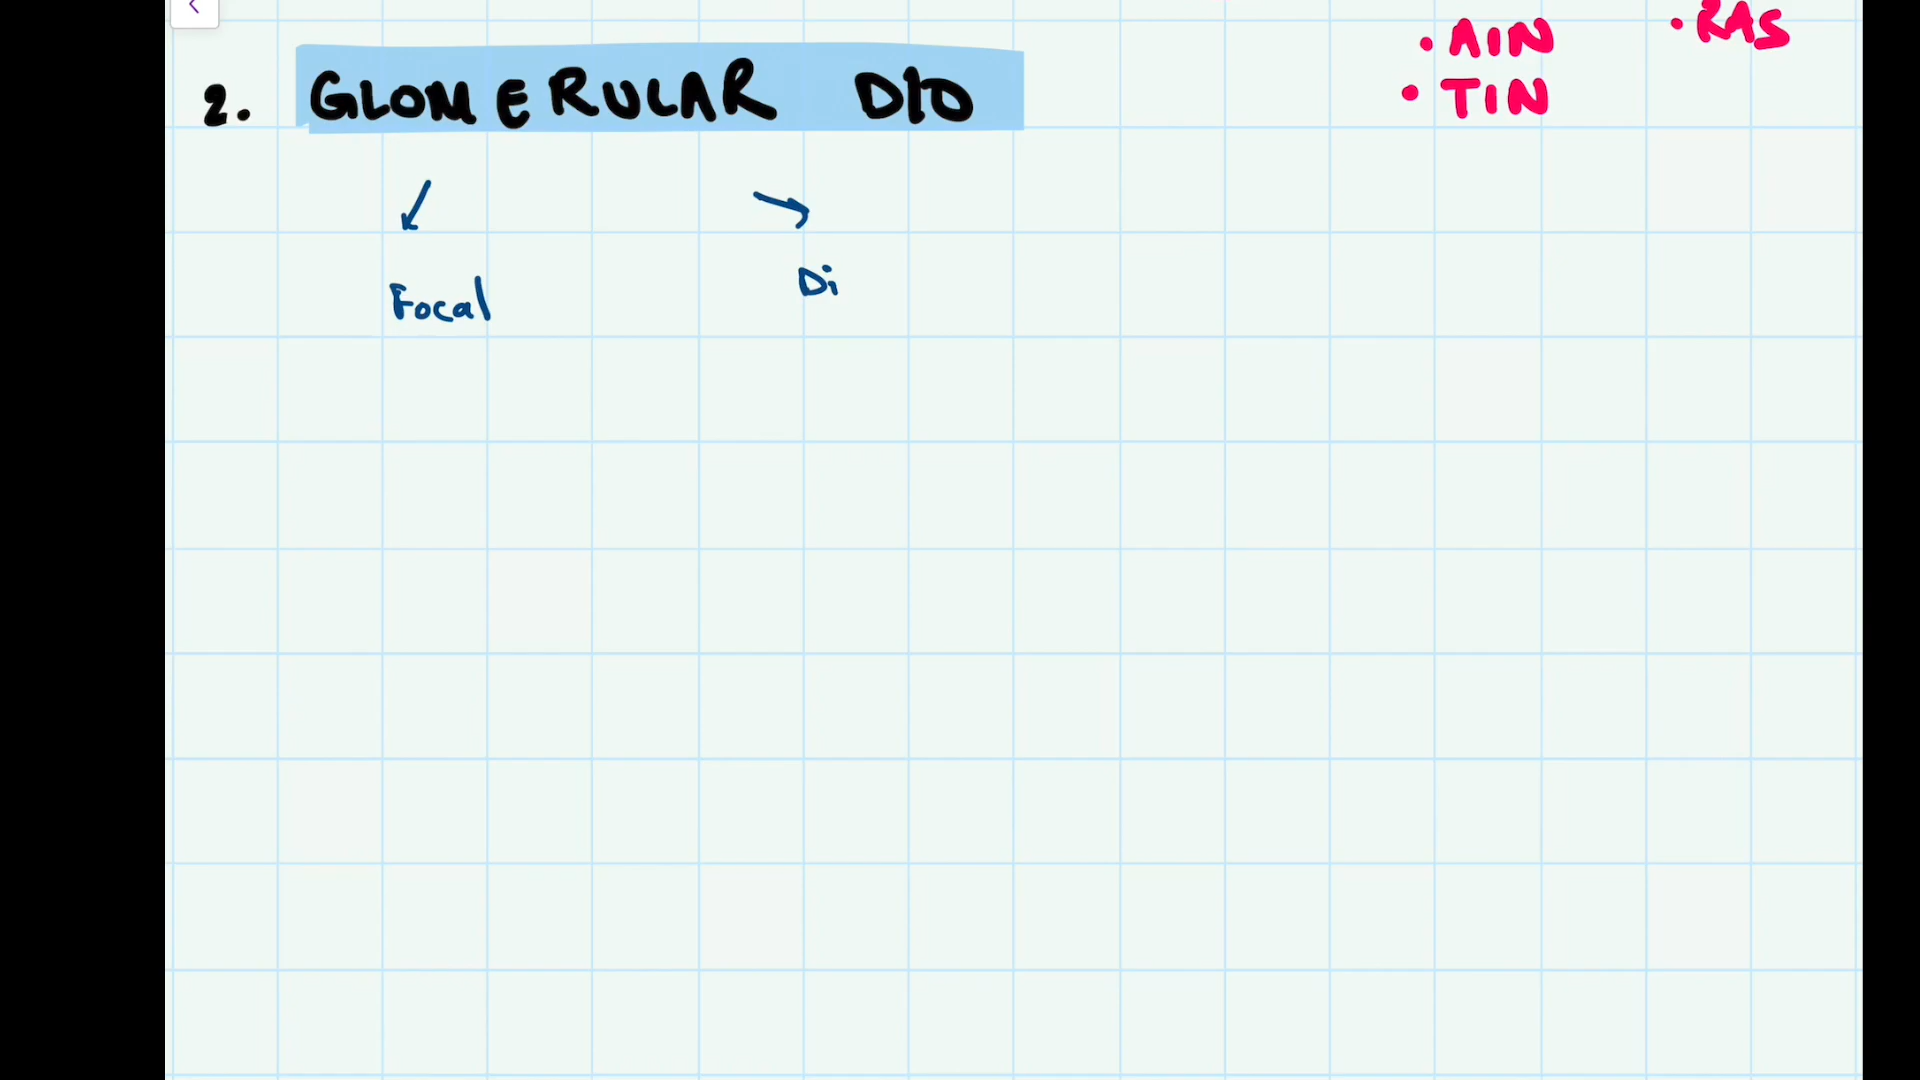 • RAS
• AIN
• TIN
2. GLOMERULAR D/O
Focal
Di